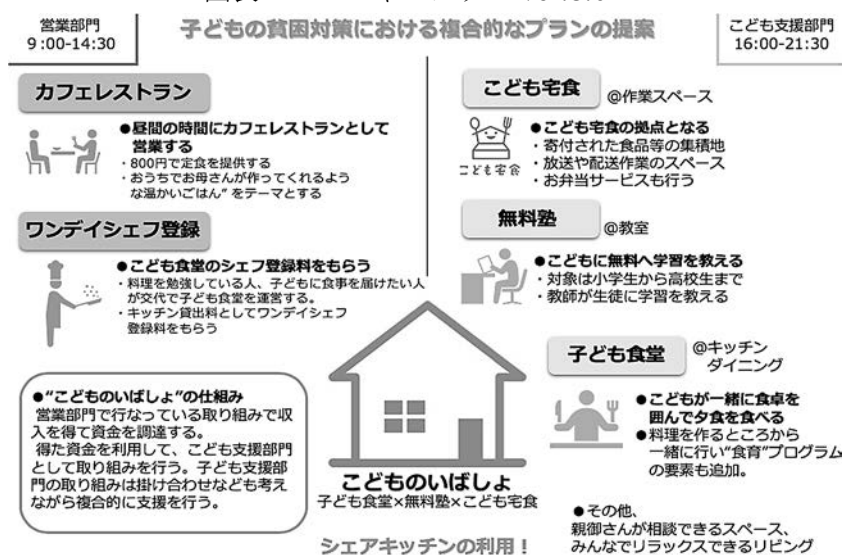 営業部門
9:00-14:30
子どもの貧困対策における複合的なプランの提案
こども支援部門
16:00-21:30
カフェレストラン
●昼間の時間にカフェレストランとして
営業する
・800円で定食を提供する
・おうちでお母さんが作ってくれるよう
な温かいごはん”をテーマとする
ワンデイシェフ登録
●こども食堂のシェフ登録料をもらう
・料理を勉強している人、子どもに食事を届けたい人
が交代で子ども食堂を運営する。
・キッチン貸出料としてワンデイシェフ
登録料をもらう
●“こどものいばしょ”の仕組み
営業部門で行なっている取り組みで収
入を得て資金を調達する。
得た資金を利用して、こども支援部門
として取り組みを行う。子ども支援部
門の取り組みは掛け合わせなども考え
ながら複合的に支援を行う。
こども宅食
@作業スペース
こども宅食
●こども宅食の拠点となる
・寄付された食品等の集積地
・放送や配送作業のスペース
・お弁当サービスも行う
無料塾
@教室
●こどもに無料へ学習を教える
・対象は小学生から高校生まで
・教師が生徒に学習を教える
子ども食堂
@キッチン
ダイニング
●こどもが一緒に食卓を
囲んで夕食を食べる
●料理を作るところから
一緒に行い“食育”プログラム
の要素も追加。
こどものいばしょ
子ども食堂×無料塾×こども宅食
シェアキッチンの利用！
●その他、
親御さんが相談できるスペース、
みんなでリラックスできるリビング